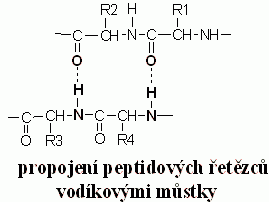 R2 H R1
—C—CH—N—C—CH—NH—
O O
H H
—C—CH—N—C—CH—N—
O R3 O R4
propojení peptidových řetězců
vodíkovými můstky